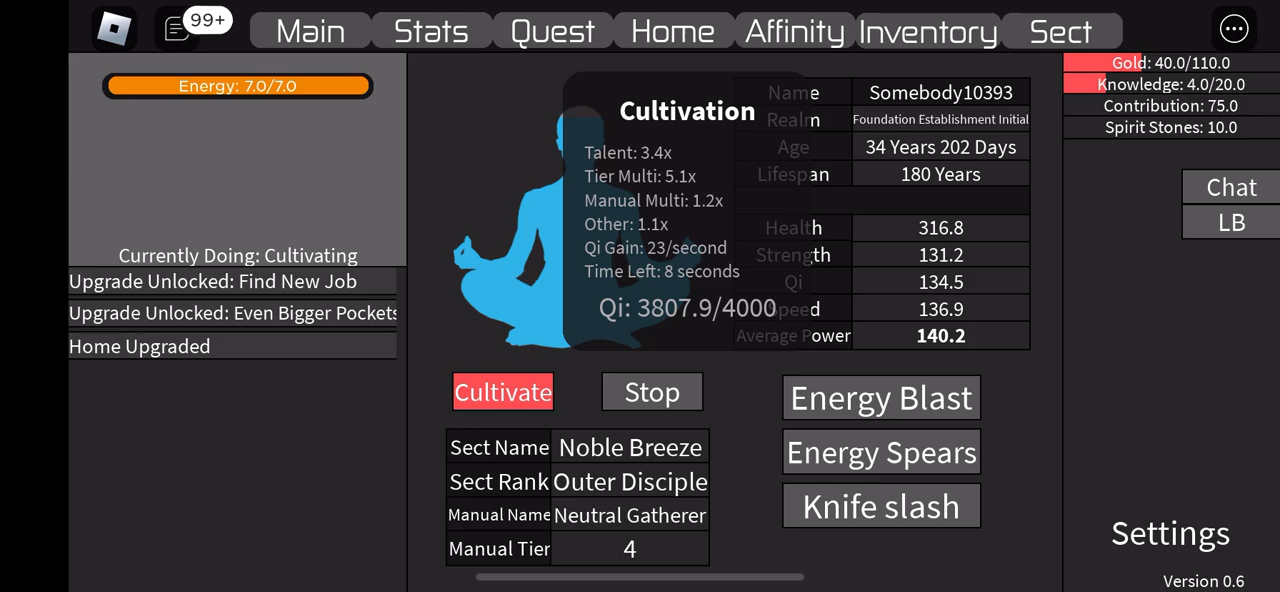 99+
Main Stats Quest Home Affinity Inventory Sect
Energy: 7.0/7.0
Currently Doing: Cultivating
Upgrade Unlocked: Find New Job
Upgrade Unlocked: Even Bigger Pockets
Home Upgraded
Cultivation
Talent: 3.4x
Tier Multi: 5.1x
Manual Multi: 1.2x
Other: 1.1x
Qi Gain: 23/second
Time Left: 8 seconds
Qi: 3807.9/4000
Name Somebody10393
Realm Foundation Establishment Initial
Age 34 Years 202 Days
Lifespan 180 Years
Health 316.8
Strength 131.2
Qi 134.5
Speed 136.9
Average Power 140.2
Cultivate Stop
Sect Name Noble Breeze
Sect Rank Outer Disciple
Manual Name Neutral Gatherer
Manual Tier 4
Energy Blast
Energy Spears
Knife slash
Gold: 40.0/110.0
Knowledge: 4.0/20.0
Contribution: 75.0
Spirit Stones: 10.0
Chat
LB
Settings
Version 0.6